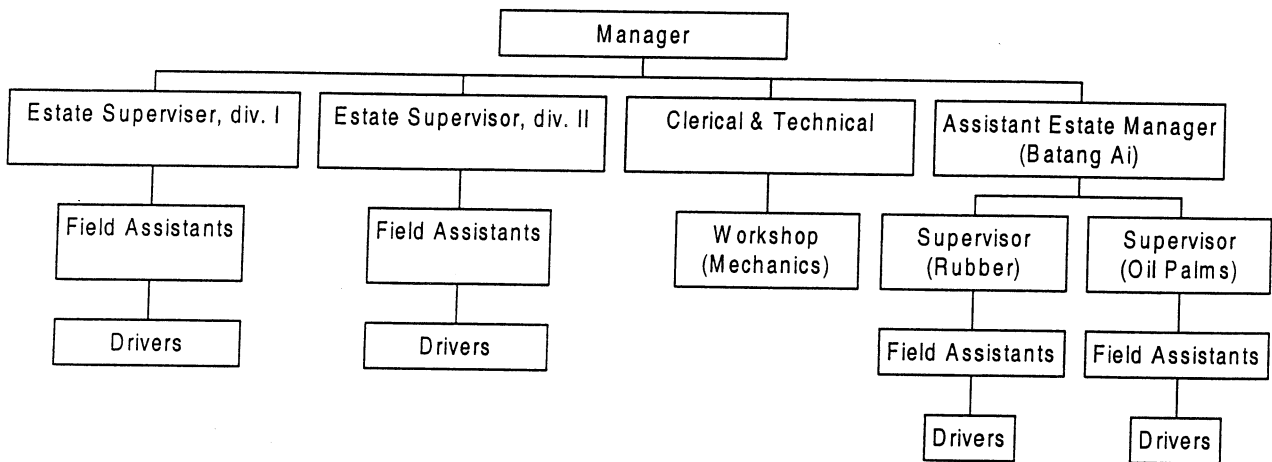 Manager
Estate Superviser, div. I
Estate Supervisor, div. II
Clerical & Technical
Assistant Estate Manager
(Batang Ai)
Field Assistants
Field Assistants
Workshop
(Mechanics)
Supervisor
(Rubber)
Supervisor
(Oil Palms)
Drivers
Drivers
Field Assistants
Field Assistants
Drivers
Drivers